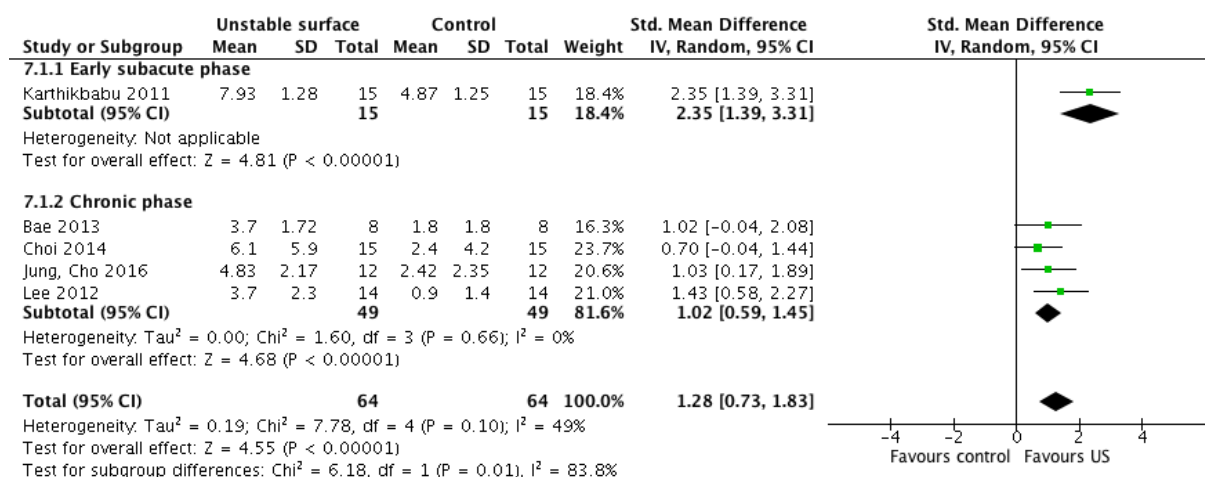 Unstable surface Control Std. Mean Difference Std. Mean Difference
Study or Subgroup Mean SD Total Mean SD Total Weight IV, Random, 95% CI IV, Random, 95% CI
7.1.1 Early subacute phase
Karthikbabu 2011 7.93 1.28 15 4.87 1.25 15 18.4% 2.35 [1.39, 3.31]
Subtotal (95% CI) 15 15 18.4% 2.35 [1.39, 3.31]
Heterogeneity: Not applicable
Test for overall effect: Z = 4.81 (P < 0.00001)
7.1.2 Chronic phase
Bae 2013 3.7 1.72 8 1.8 1.8 8 16.3% 1.02 [-0.04, 2.08]
Choi 2014 6.1 5.9 15 2.4 4.2 15 23.7% 0.70 [-0.04, 1.44]
Jung, Cho 2016 4.83 2.17 12 2.42 2.35 12 20.6% 1.03 [0.17, 1.89]
Lee 2012 3.7 2.3 14 0.9 1.4 14 21.0% 1.43 [0.58, 2.27]
Subtotal (95% CI) 49 49 81.6% 1.02 [0.59, 1.45]
Heterogeneity: Tau² = 0.00; Chi² = 1.60, df = 3 (P = 0.66); I² = 0%
Test for overall effect: Z = 4.68 (P < 0.00001)
Total (95% CI) 64 64 100.0% 1.28 [0.73, 1.83]
Heterogeneity: Tau² = 0.19; Chi² = 7.78, df = 4 (P = 0.10); I² = 49%
Test for overall effect: Z = 4.55 (P < 0.00001)
Test for subgroup differences: Chi² = 6.18, df = 1 (P = 0.01), I² = 83.8%
-4 -2 0 2 4
Favours control Favours US